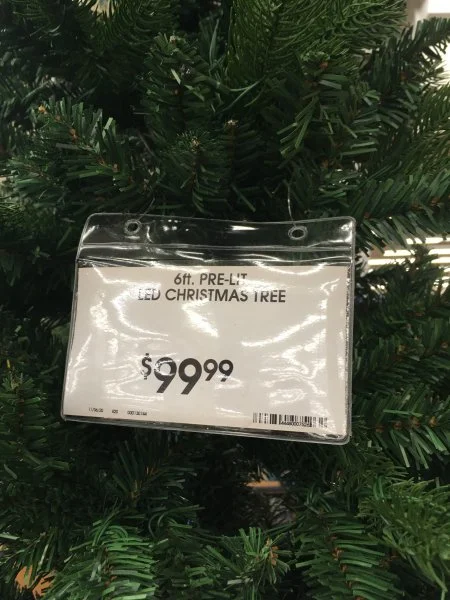 6ft. PRE-LIT
LED CHRISTMAS TREE
$99.99